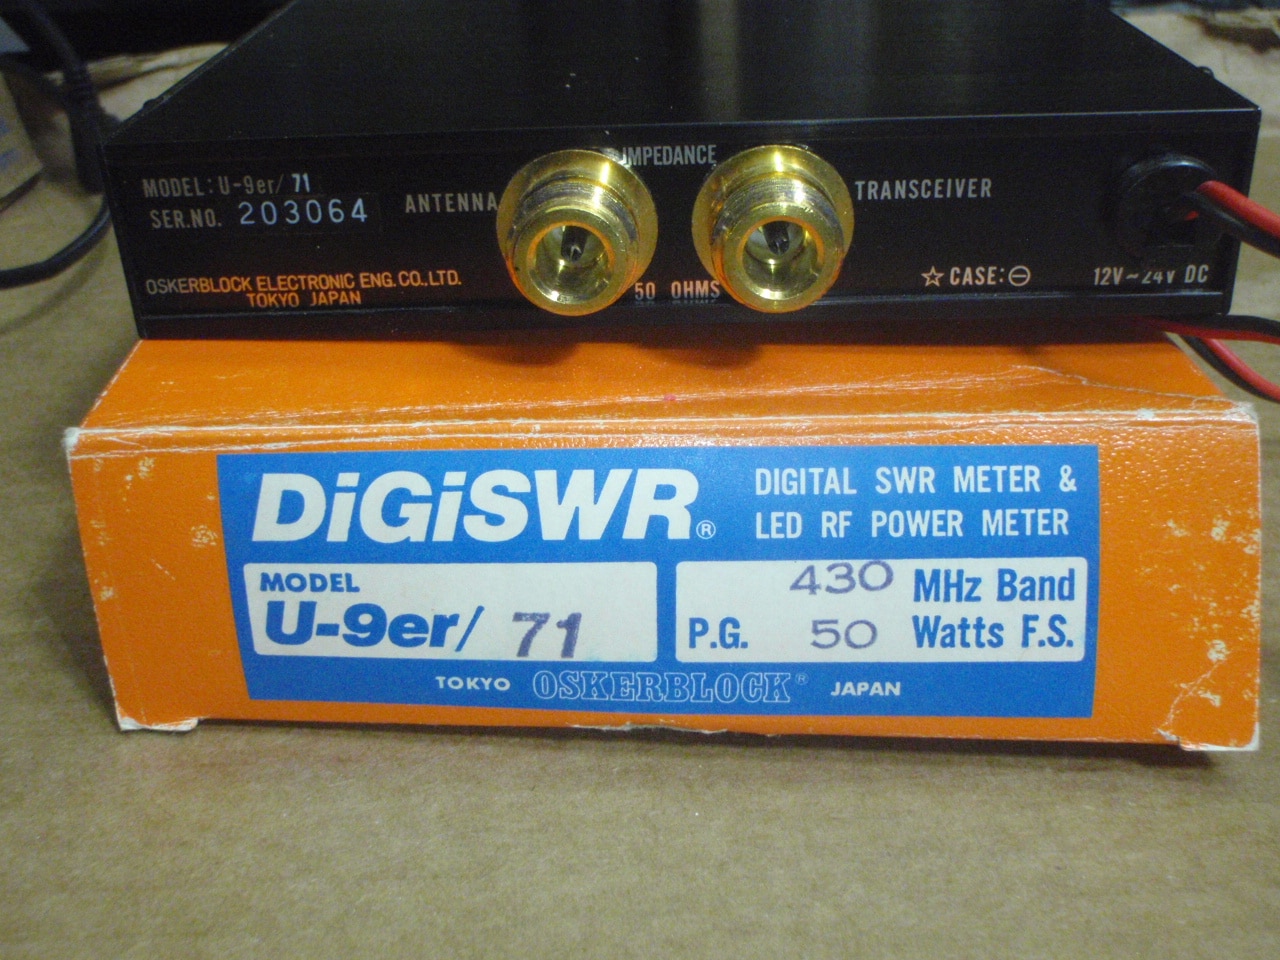 IMPEDANCE
MODEL: U-9er/ 71
SER.NO. 203064
ANTENNA
TRANSCEIVER
OSKERBLOCK ELECTRONIC ENG. CO., LTD.
TOKYO JAPAN
50 OHMS
☆ CASE: ⊖
12V~24V DC
DiGiSWR®
DIGITAL SWR METER &
LED RF POWER METER
MODEL
U-9er/ 71
430 MHz Band
P.G. 50 Watts F.S.
TOKYO OSKERBLOCK® JAPAN